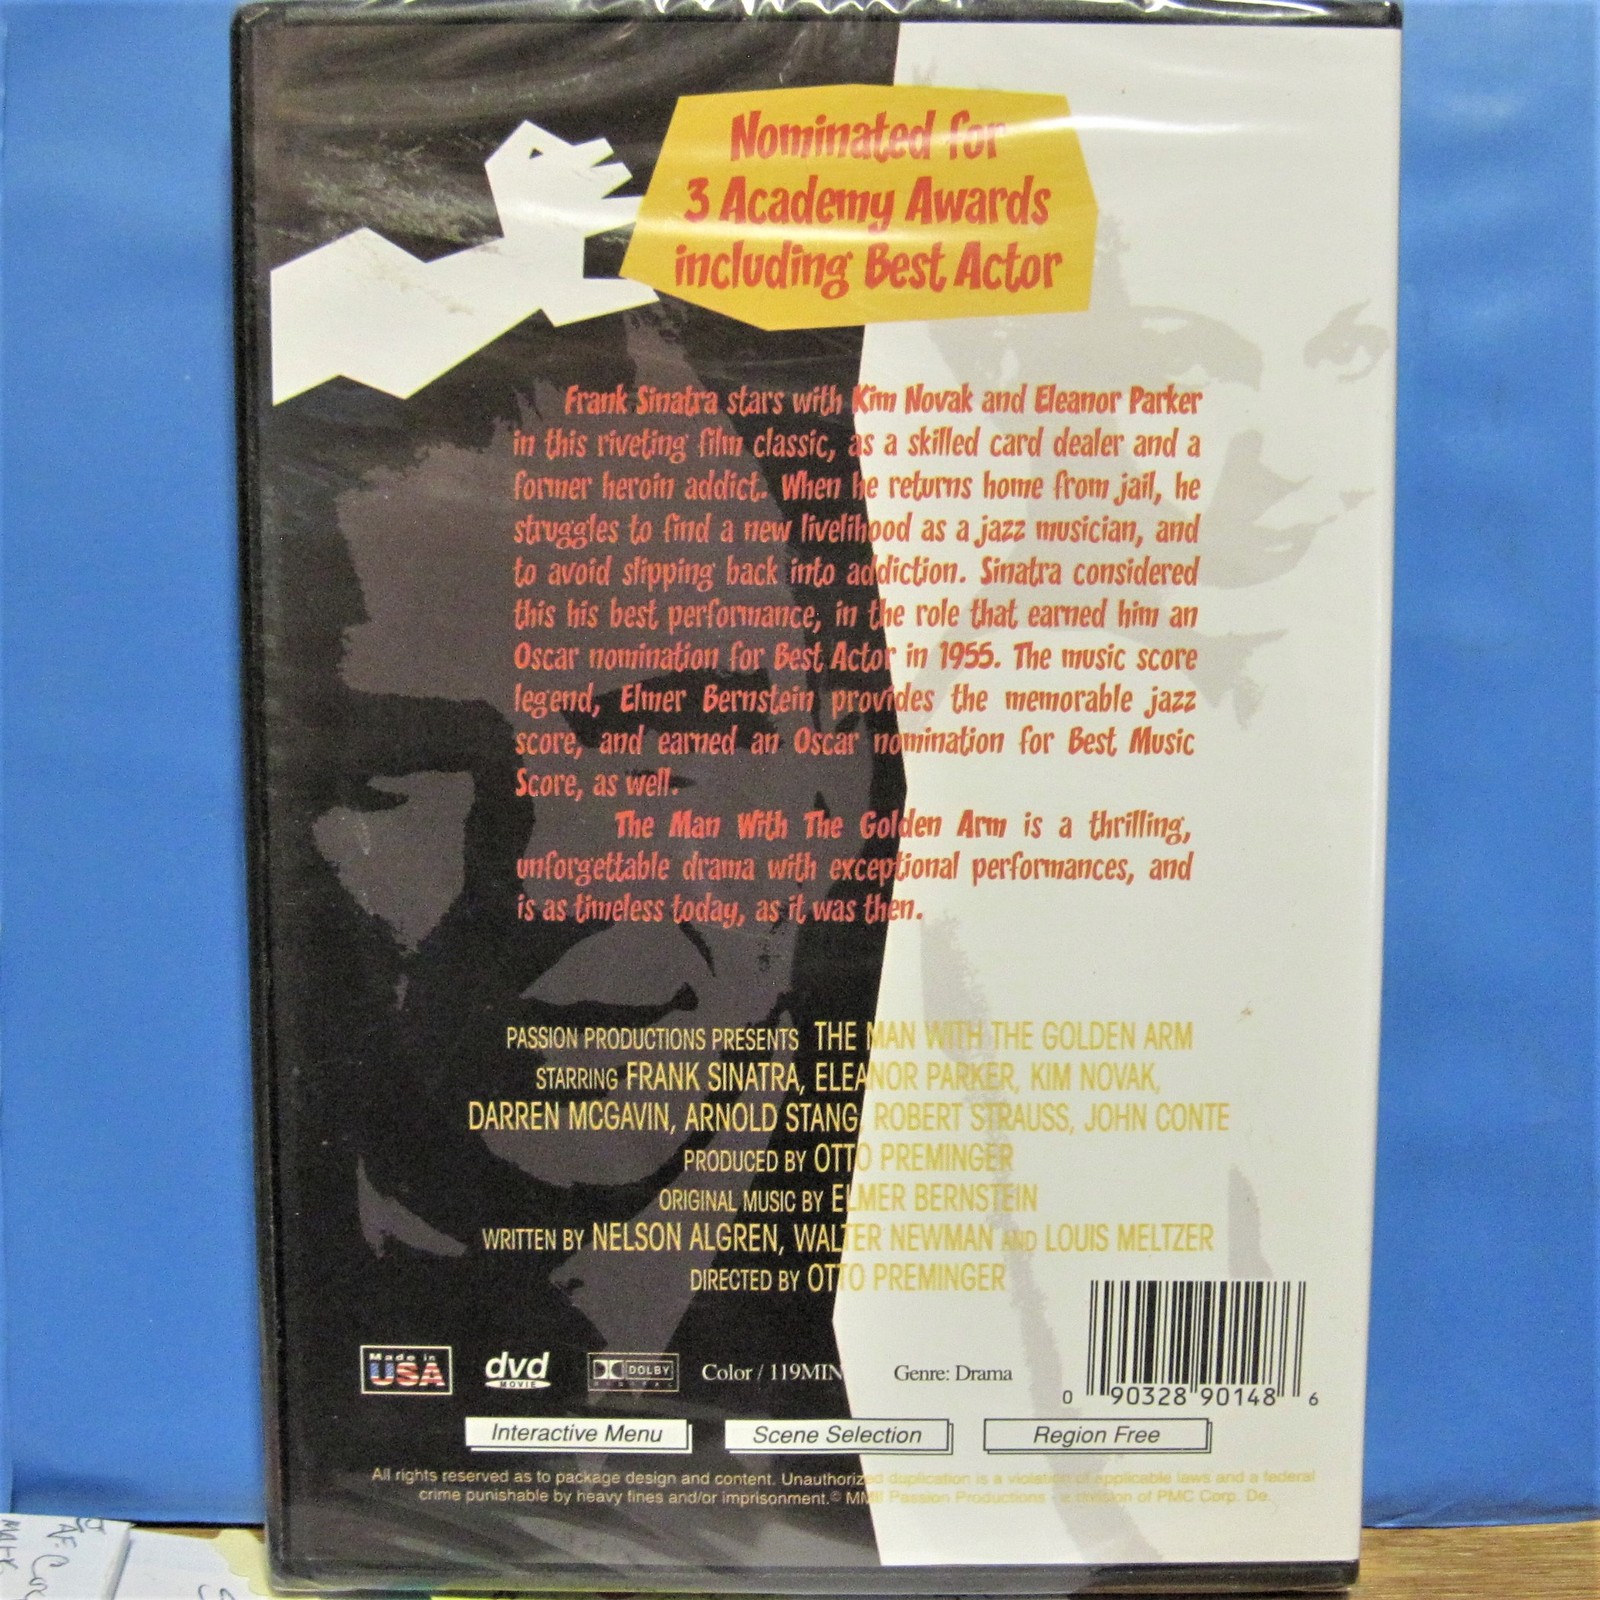 Nominated for
3 Academy Awards
including Best Actor
Frank Sinatra stars with Kim Novak and Eleanor Parker
in this riveting film classic, as a skilled card dealer and a
former heroin addict. When he returns home from jail, he
struggles to find a new livelihood as a jazz musician, and
to avoid slipping back into addiction. Sinatra considered
this his best performance, in the role that earned him an
Oscar nomination for Best Actor in 1955. The music score
legend, Elmer Bernstein provides the memorable jazz
score, and earned an Oscar nomination for Best Music
Score, as well.
The Man With The Golden Arm is a thrilling,
unforgettable drama with exceptional performances, and
is as timeless today, as it was then.
PASSION PRODUCTIONS PRESENTS THE MAN WITH THE GOLDEN ARM
STARRING FRANK SINATRA, ELEANOR PARKER, KIM NOVAK,
DARREN MCGAVIN, ARNOLD STANG, ROBERT STRAUSS, JOHN CONTE
PRODUCED BY OTTO PREMINGER
ORIGINAL MUSIC BY ELMER BERNSTEIN
WRITTEN BY NELSON ALGREN, WALTER NEWMAN AND LOUIS MELTZER
DIRECTED BY OTTO PREMINGER
Made in
USA
dvd
MOVIE
DOLBY
DIGITAL
Color / 119MIN
Genre: Drama
0 90328 90148 6
Interactive Menu
Scene Selection
Region Free
All rights reserved as to package design and content. Unauthorized duplication is a violation of applicable laws and a federal
crime punishable by heavy fines and/or imprisonment.© MMIII Passion Productions - a division of PMC Corp. De.